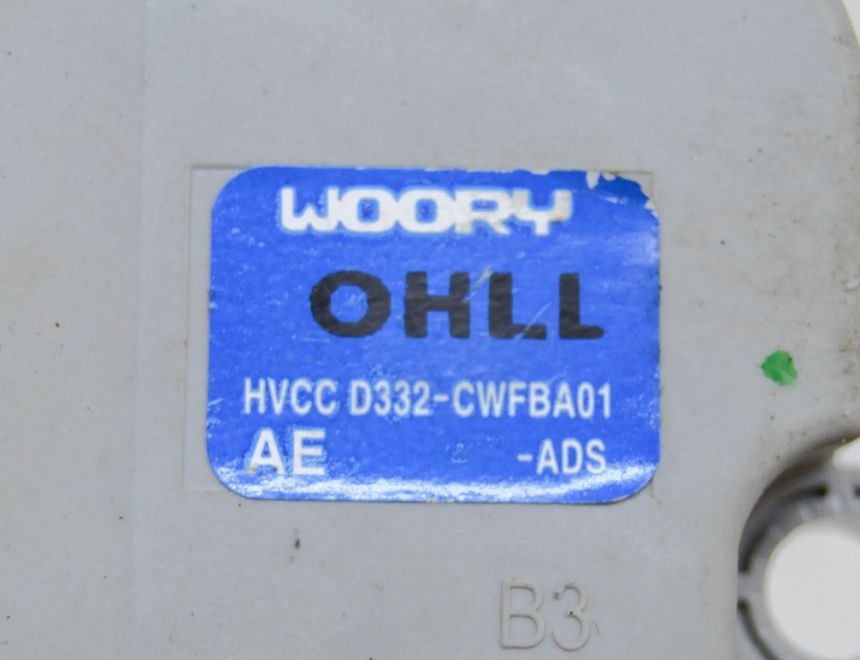 WOORY
OHLL
HVCC D332-CWFBA01
AE -ADS
B3